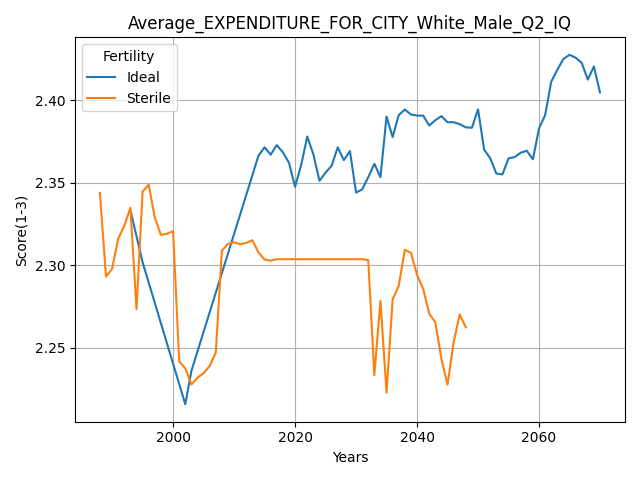 Average_EXPENDITURE_FOR_CITY_White_Male_Q2_IQ
Fertility
Ideal
Sterile
Score(1-3)
2.40
2.35
2.30
2.25
2000
2020
2040
2060
Years